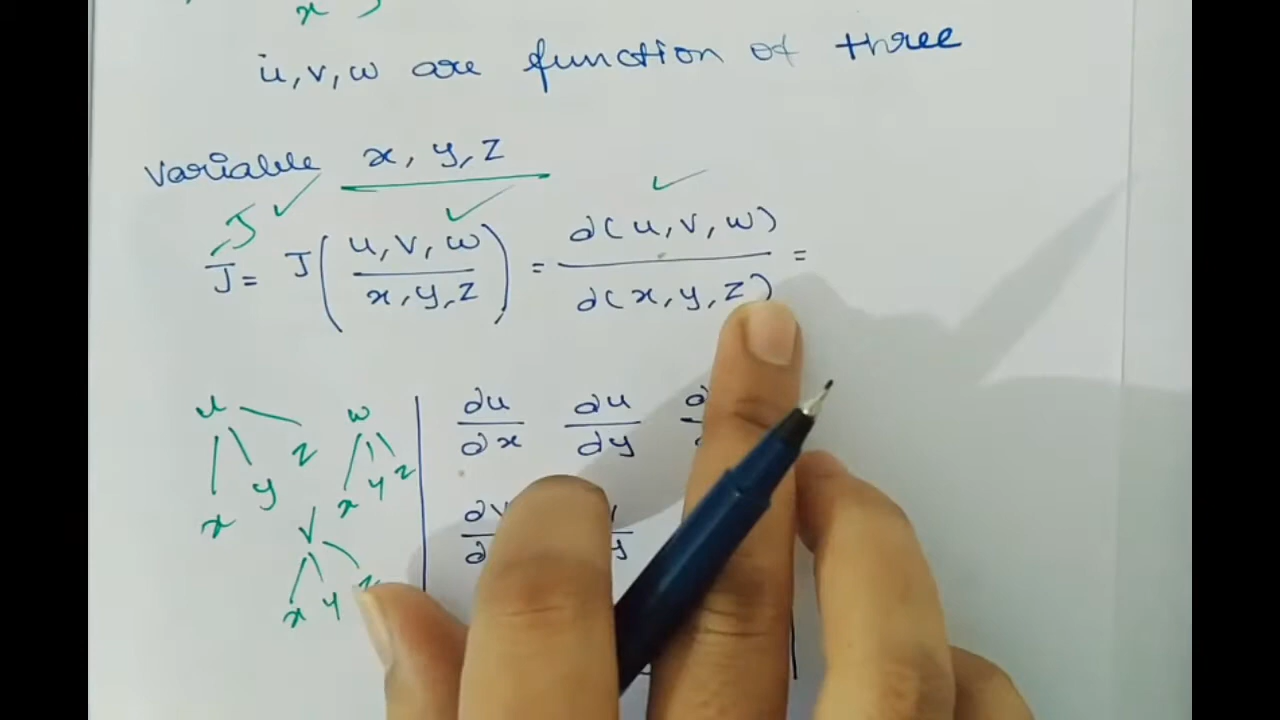 x y
u, v, w are function of three
variable x, y, z
J
J = J(u, v, w / x, y, z) = ∂(u, v, w) / ∂(x, y, z) =
u w ∂u/∂x ∂u/∂y ∂
x y z x y z
v ∂v
x y z